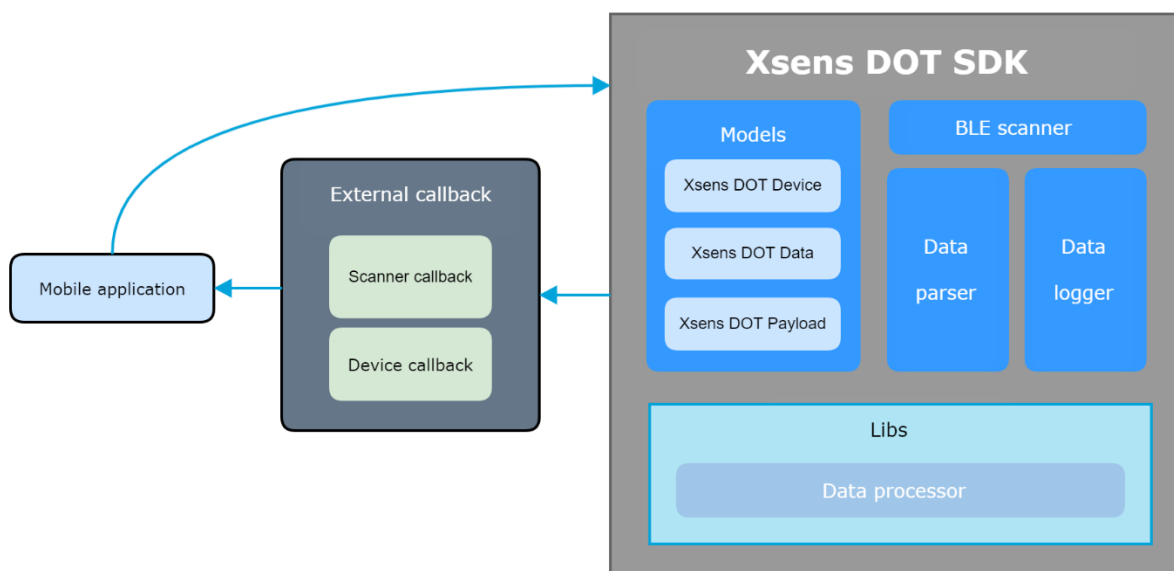 Xsens DOT SDK
Models
Xsens DOT Device
Xsens DOT Data
Xsens DOT Payload
BLE scanner
Data
parser
Data
logger
Libs
Data processor
External callback
Scanner callback
Device callback
Mobile application